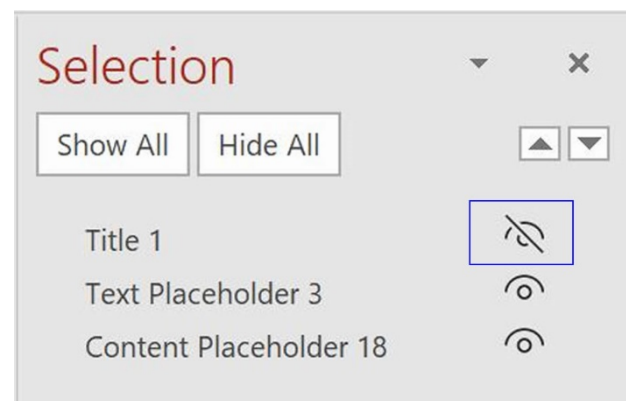 Selection
Show All Hide All
Title 1
Text Placeholder 3
Content Placeholder 18